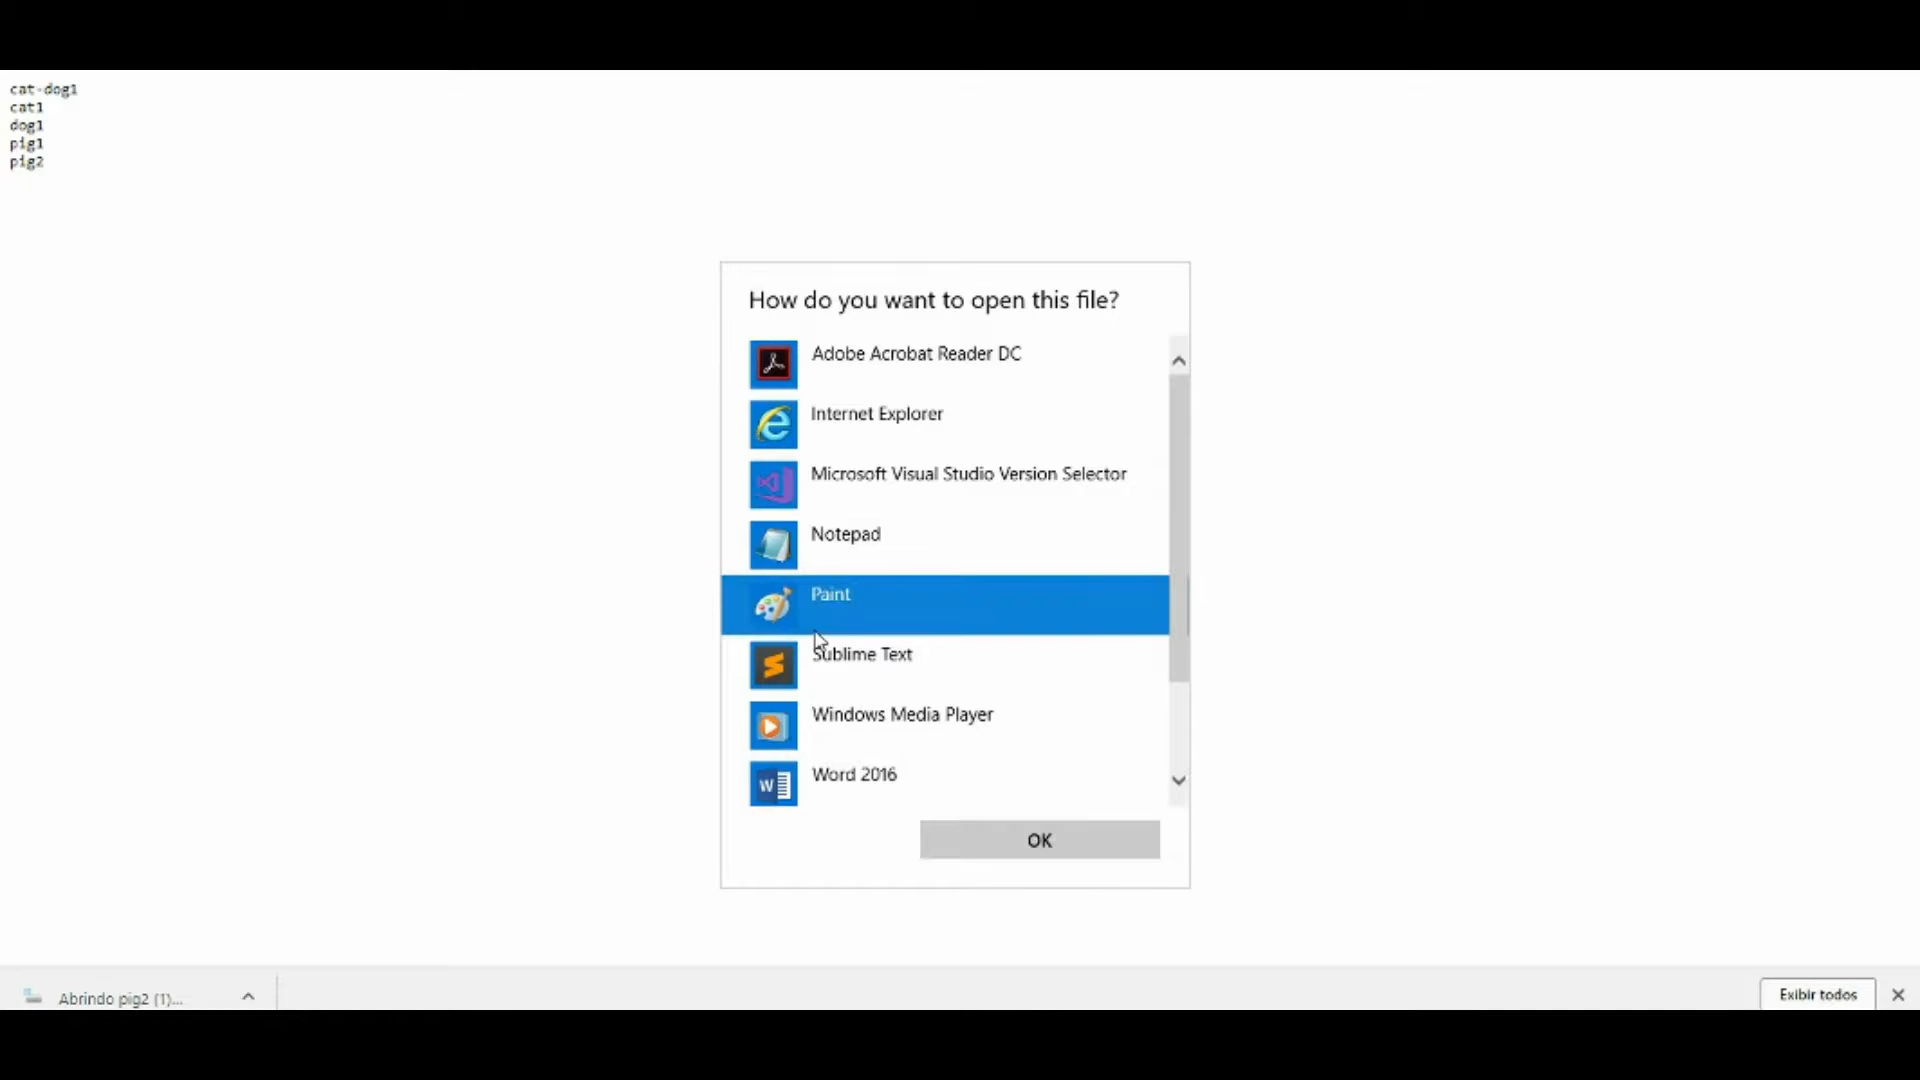 cat-dog1
cat1
dog1
pig1
pig2
How do you want to open this file?
Adobe Acrobat Reader DC
Internet Explorer
Microsoft Visual Studio Version Selector
Notepad
Paint
Sublime Text
Windows Media Player
Word 2016
OK
Abrindo pig2 (1)...
Exibir todos